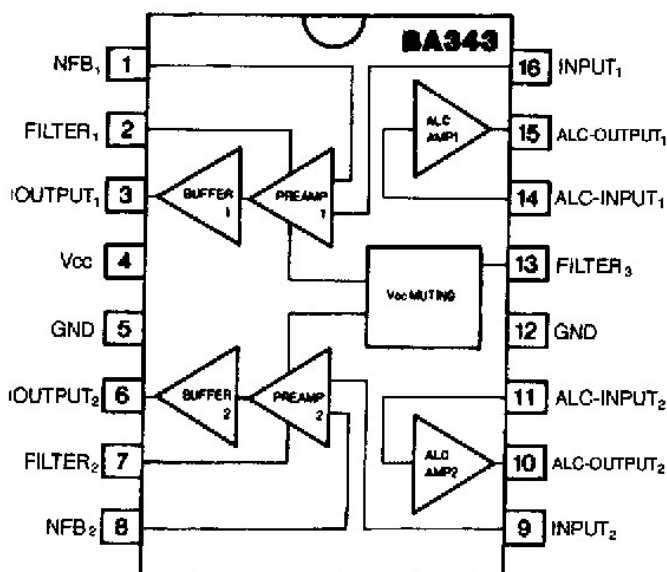 BA343
NFB₁ 1
16 INPUT₁
FILTER₁ 2
ALC AMP1
15 ALC-OUTPUT₁
OUTPUT₁ 3
BUFFER 1
PREAMP 1
14 ALC-INPUT₁
Vcc 4
Vcc MUTING
13 FILTER₃
GND 5
12 GND
OUTPUT₂ 6
BUFFER 2
PREAMP 2
11 ALC-INPUT₂
FILTER₂ 7
ALC AMP2
10 ALC-OUTPUT₂
NFB₂ 8
9 INPUT₂